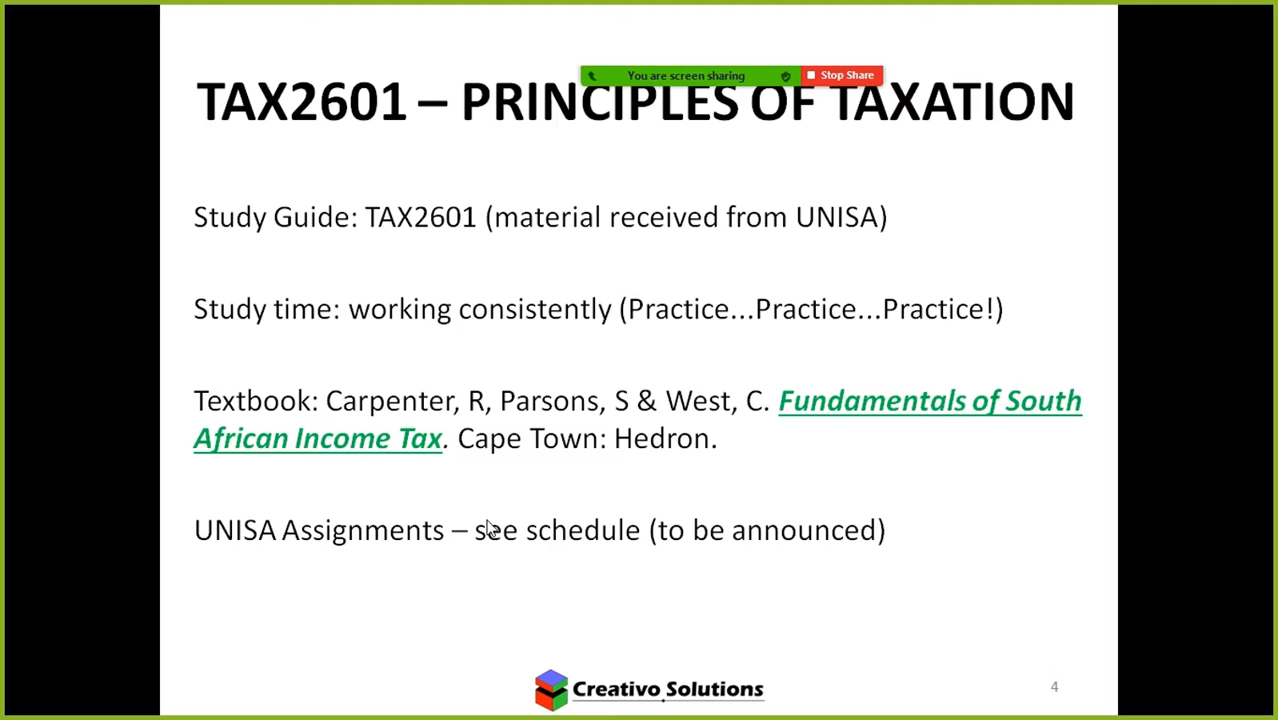 You are screen sharing Stop Share
TAX2601 – PRINCIPLES OF TAXATION
Study Guide: TAX2601 (material received from UNISA)
Study time: working consistently (Practice...Practice...Practice!)
Textbook: Carpenter, R, Parsons, S & West, C. Fundamentals of South
African Income Tax. Cape Town: Hedron.
UNISA Assignments – see schedule (to be announced)
Creativo Solutions
4